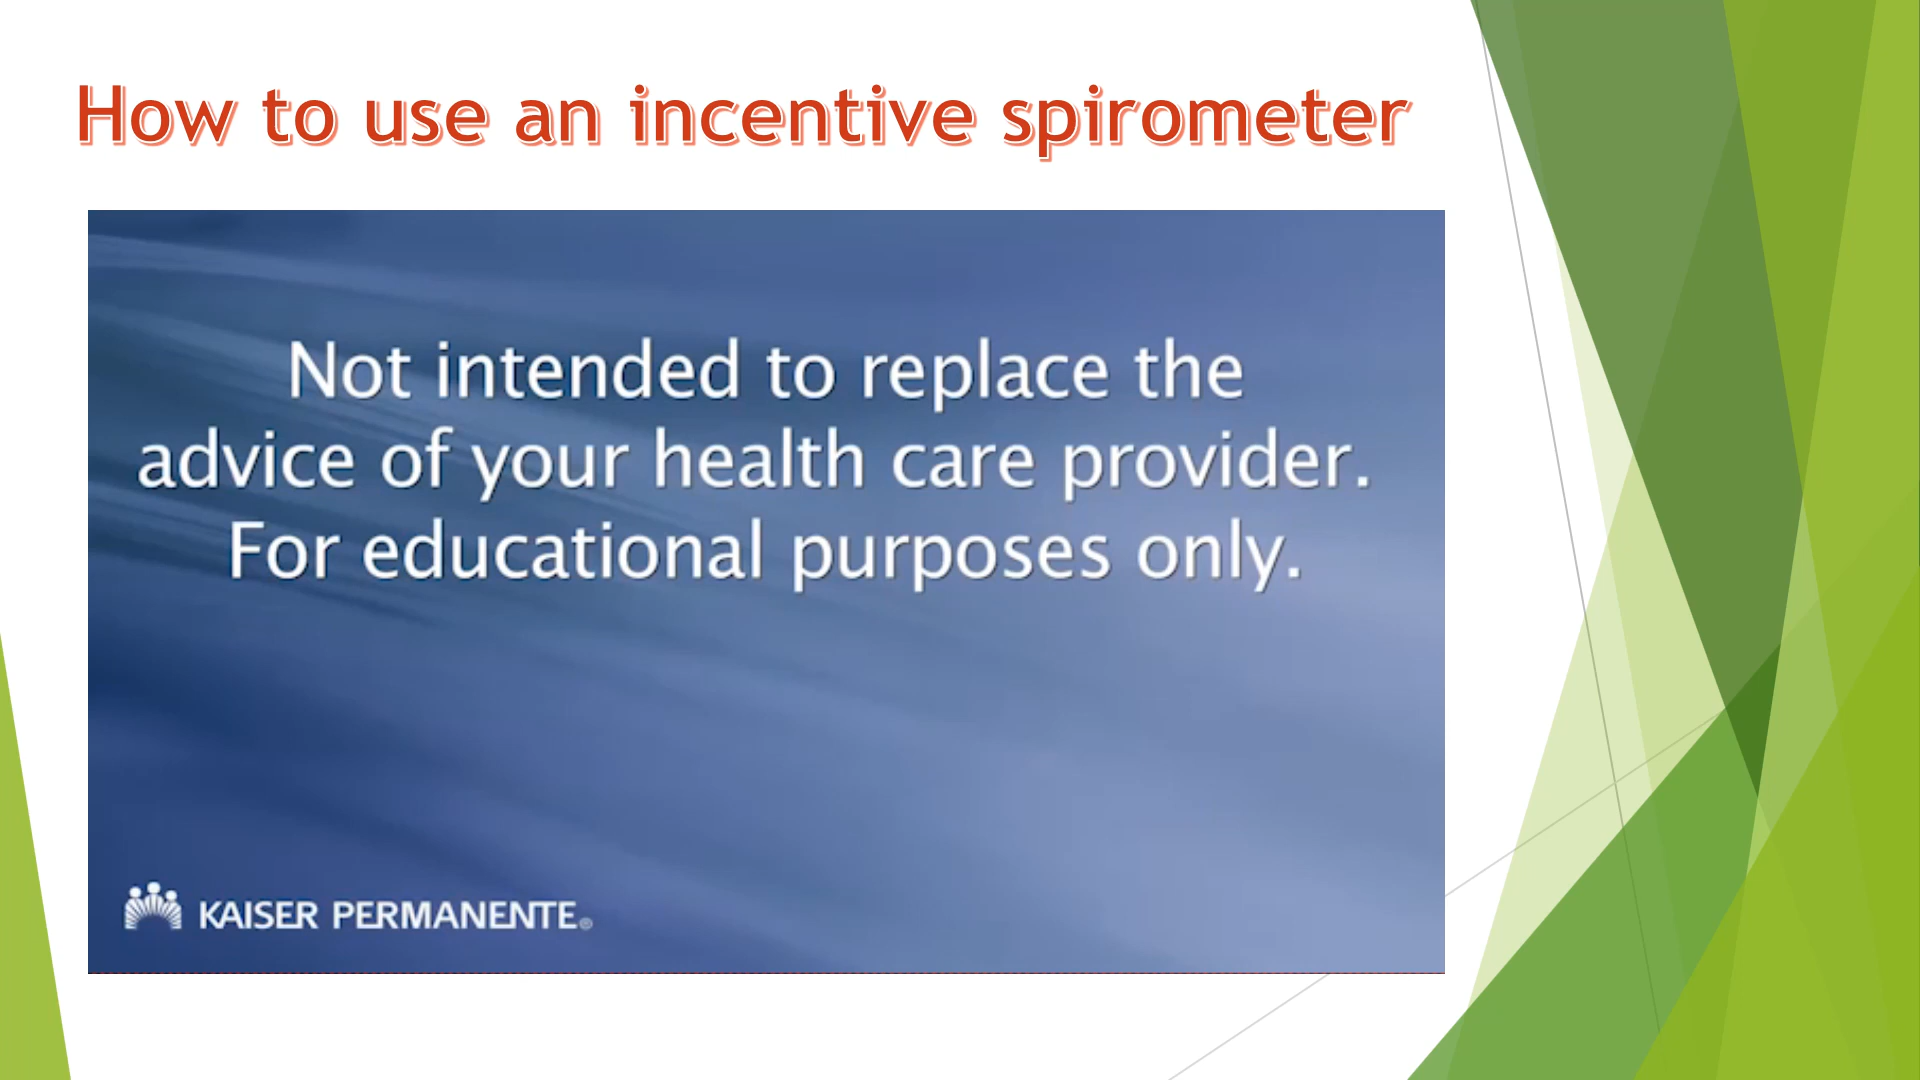 How to use an incentive spirometer
Not intended to replace the
advice of your health care provider.
For educational purposes only.
KAISER PERMANENTE®